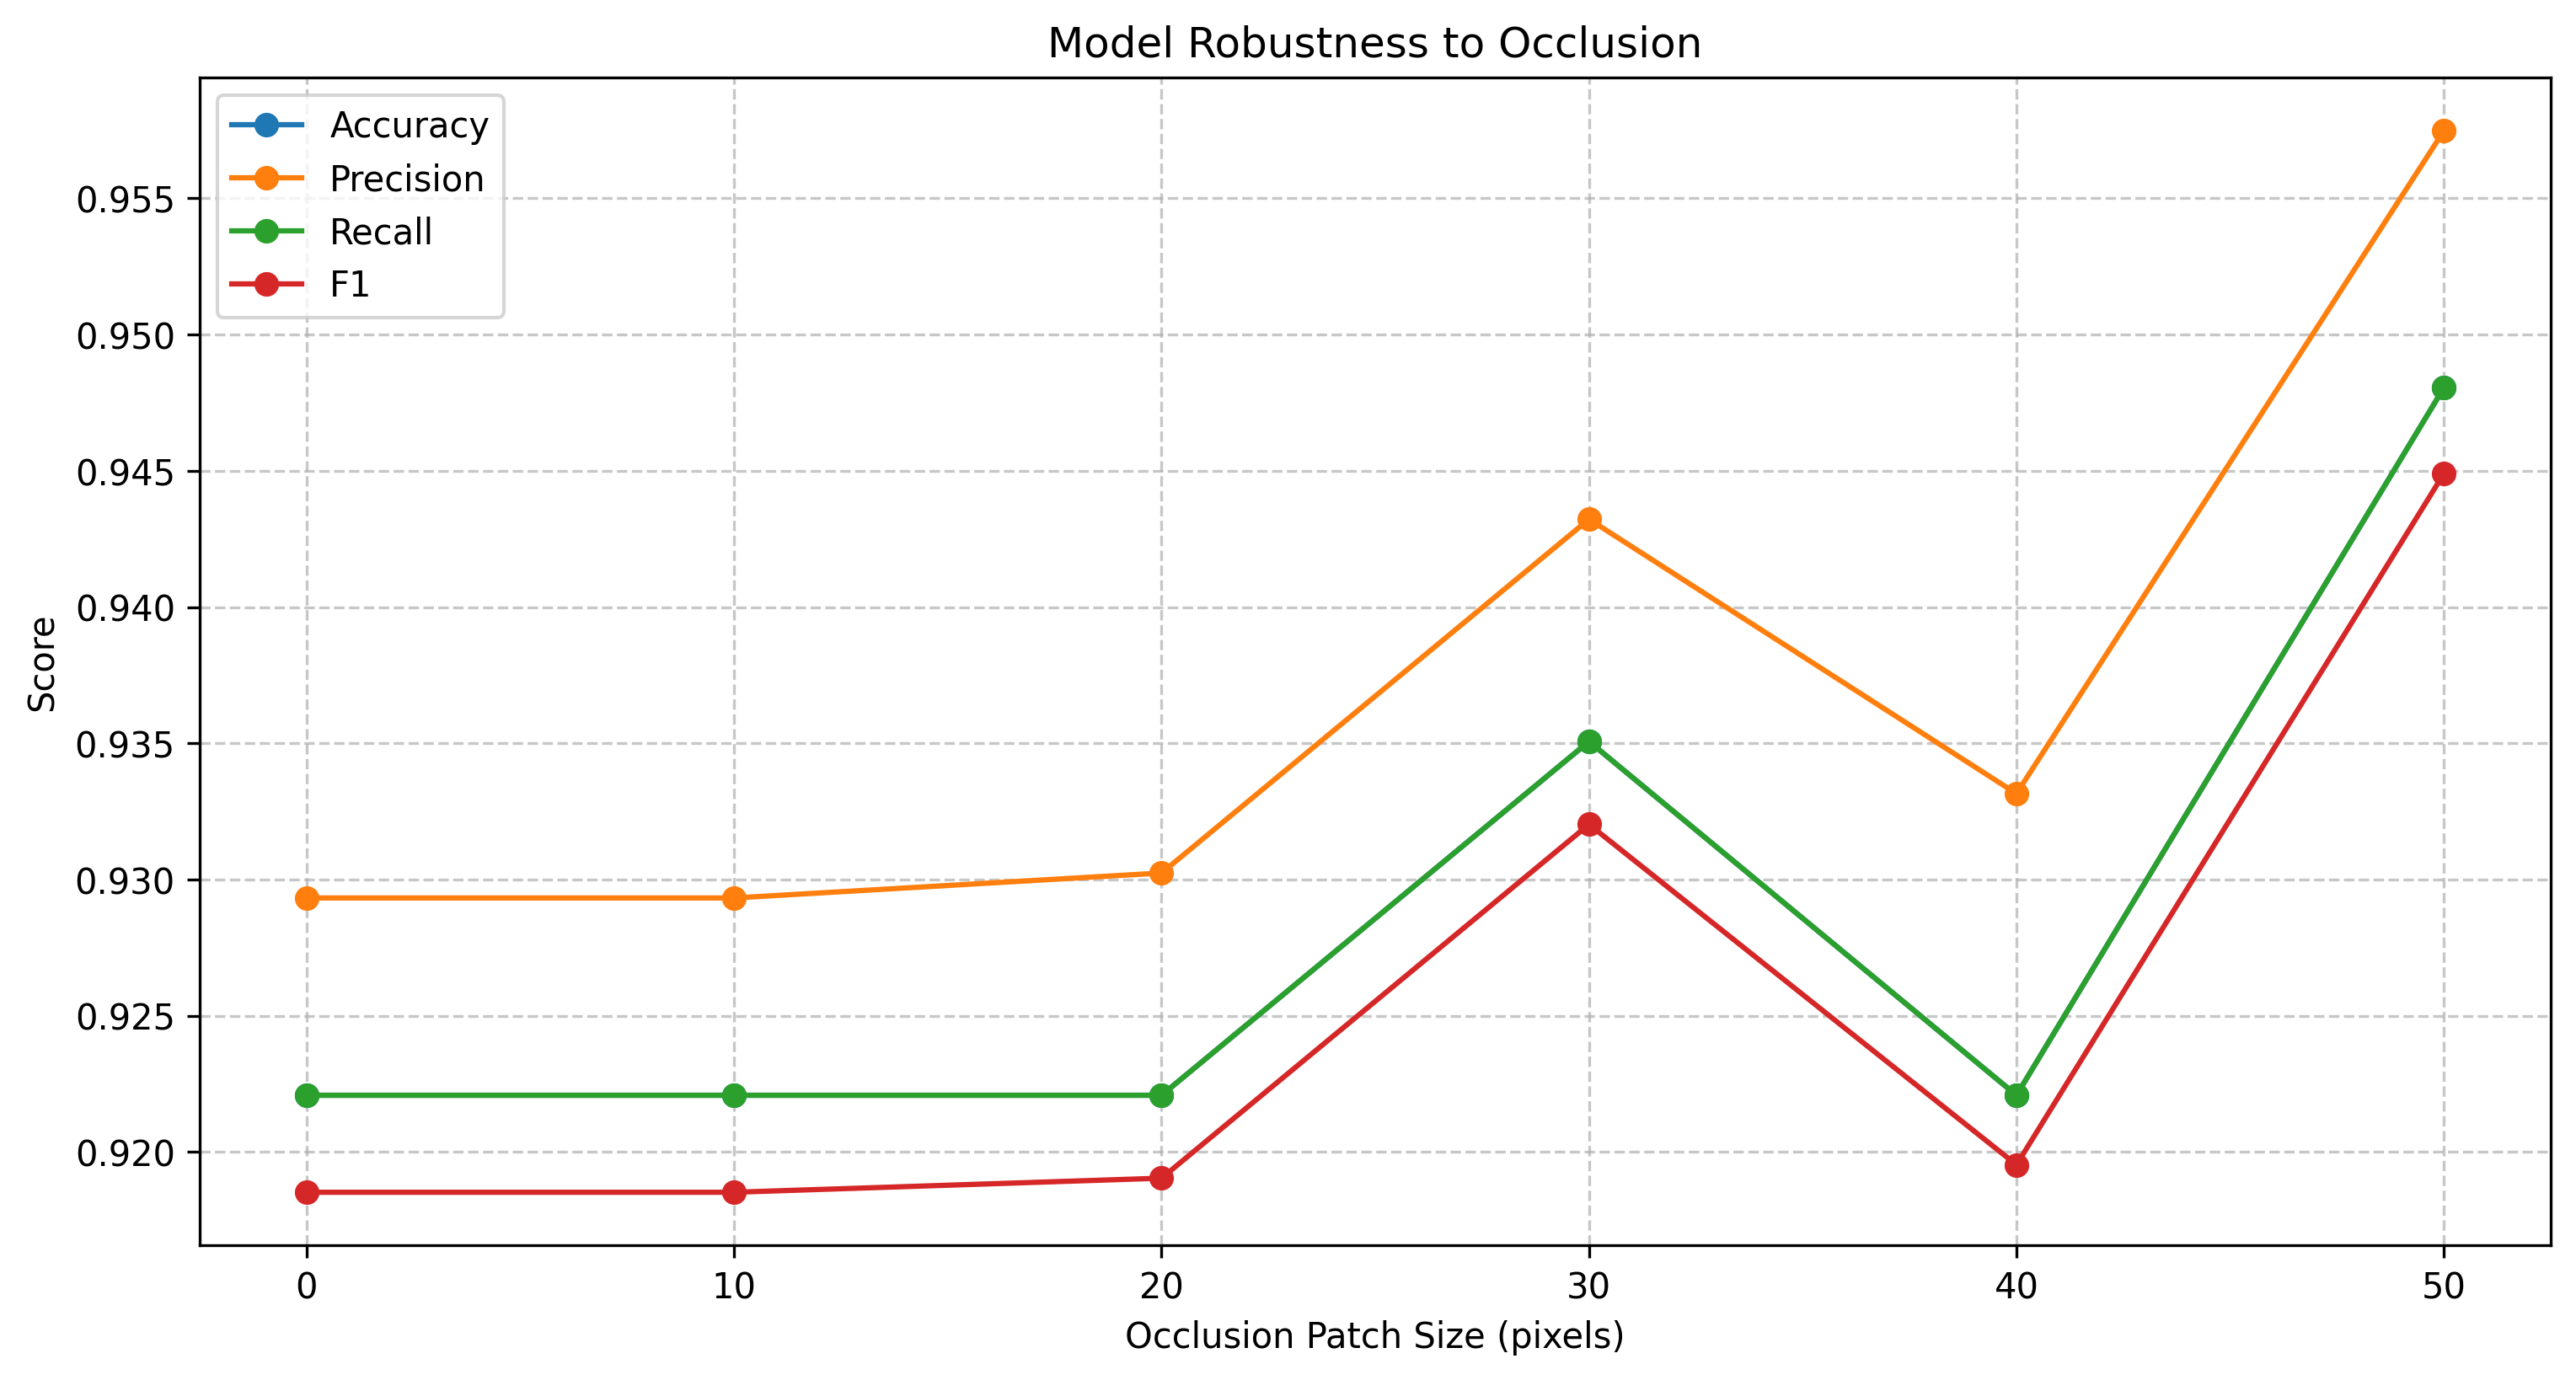 Model Robustness to Occlusion
Accuracy
Precision
Recall
F1
0.955
0.950
0.945
0.940
0.935
0.930
0.925
0.920
Score
0 10 20 30 40 50
Occlusion Patch Size (pixels)